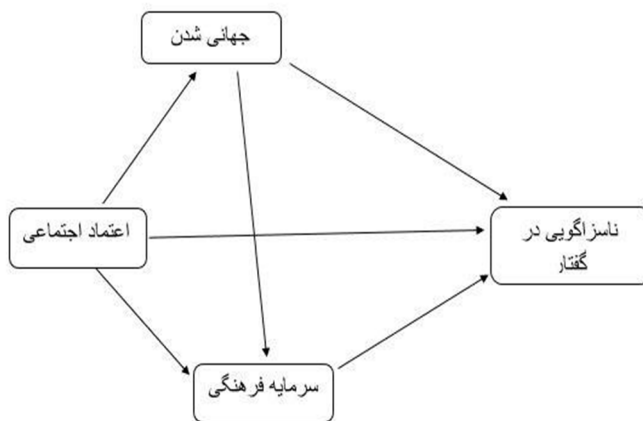 جهانی شدن
اعتماد اجتماعی
ناسزاگویی در
گفتار
سرمایه فرهنگی